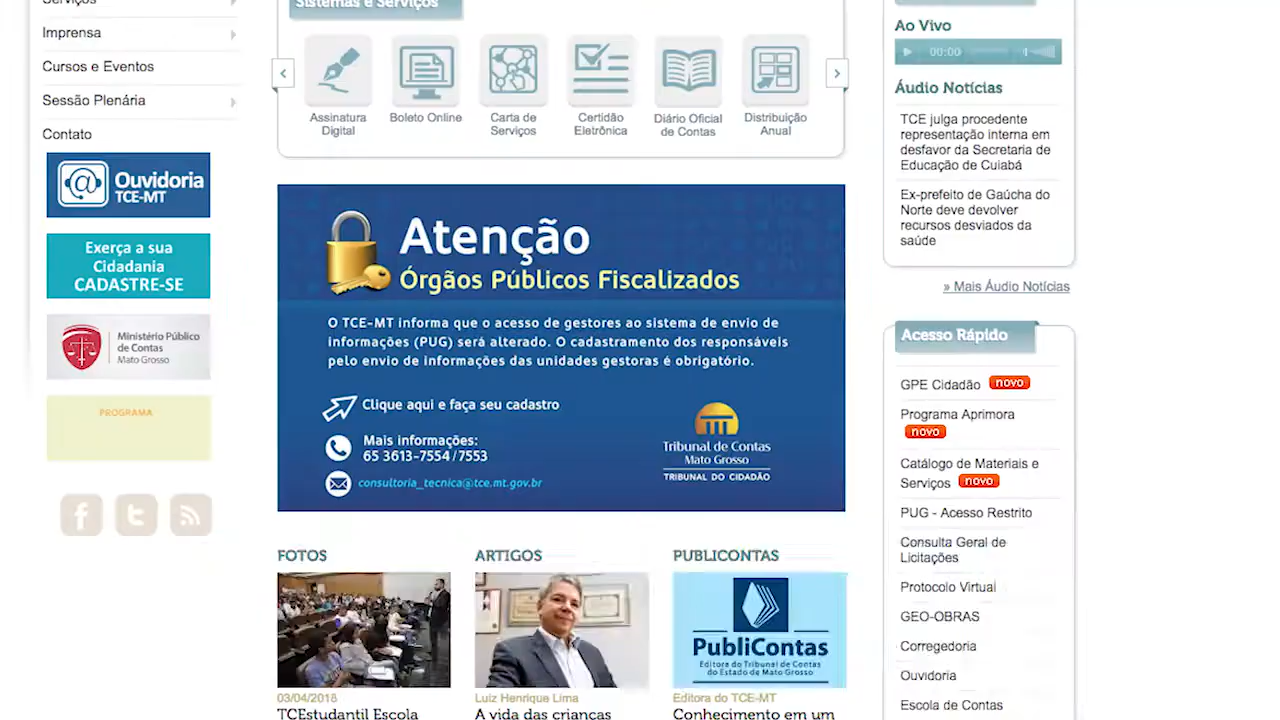 Serviços
Imprensa
Cursos e Eventos
Sessão Plenária
Contato
Ouvidoria
TCE-MT
Exerça a sua
Cidadania
CADASTRE-SE
Ministério Público
de Contas
Mato Grosso
PROGRAMA
Sistemas e Serviços
Assinatura
Digital
Boleto Online
Carta de
Serviços
Certidão
Eletrônica
Diário Oficial
de Contas
Distribuição
Anual
Atenção
Órgãos Públicos Fiscalizados
O TCE-MT informa que o acesso de gestores ao sistema de envio de
informações (PUG) será alterado. O cadastramento dos responsáveis
pelo envio de informações das unidades gestoras é obrigatório.
Clique aqui e faça seu cadastro
Mais informações:
65 3613-7554 / 7553
consultoria_tecnica@tce.mt.gov.br
Tribunal de Contas
Mato Grosso
TRIBUNAL DO CIDADÃO
FOTOS
03/04/2018
TCEstudantil Escola
ARTIGOS
Luiz Henrique Lima
A vida das crianças
PUBLICONTAS
PubliContas
Editora do Tribunal de Contas
do Estado de Mato Grosso
Editora do TCE-MT
Conhecimento em um
Ao Vivo
00:00
Áudio Notícias
TCE julga procedente
representação interna em
desfavor da Secretaria de
Educação de Cuiabá
Ex-prefeito de Gaúcha do
Norte deve devolver
recursos desviados da
saúde
» Mais Áudio Notícias
Acesso Rápido
GPE Cidadão novo
Programa Aprimora
novo
Catálogo de Materiais e
Serviços novo
PUG - Acesso Restrito
Consulta Geral de
Licitações
Protocolo Virtual
GEO-OBRAS
Corregedoria
Ouvidoria
Escola de Contas